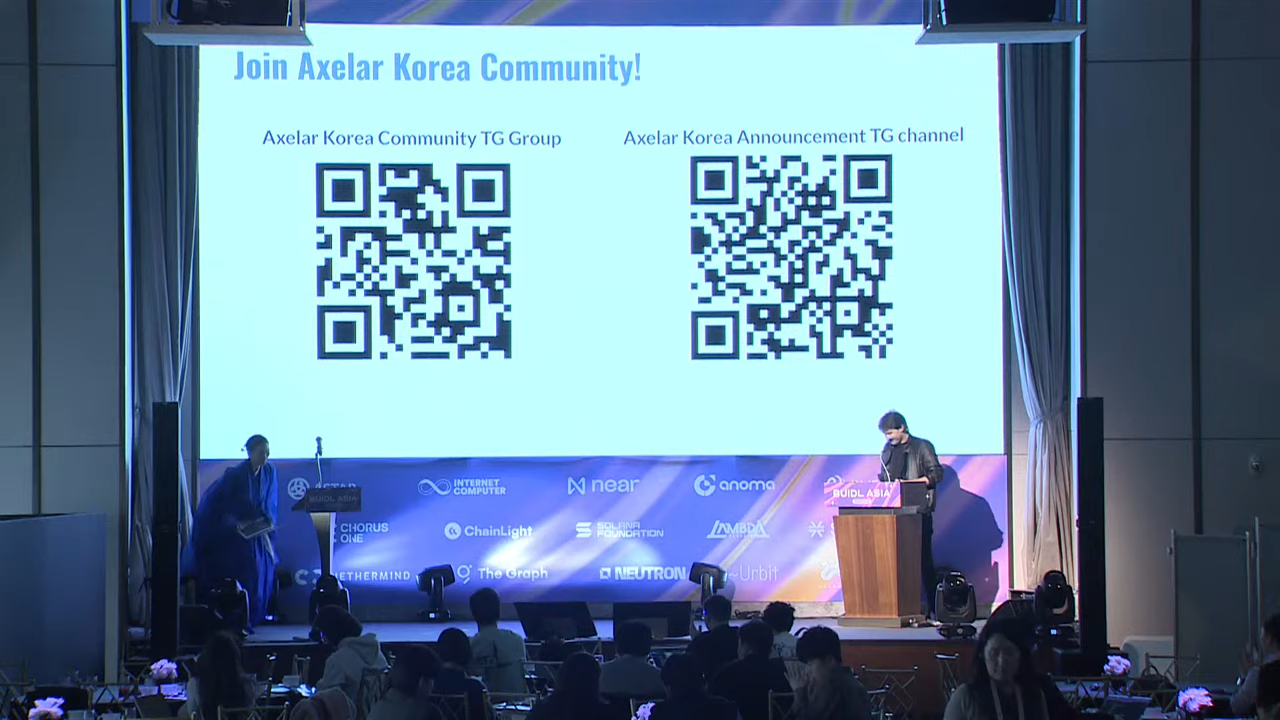 Join Axelar Korea Community!
Axelar Korea Community TG Group
Axelar Korea Announcement TG channel
ASTAR
INTERNET COMPUTER
near
anoma
BUIDL ASIA
BUIDL ASIA
CHORUS ONE
ChainLight
SOLANA FOUNDATION
LAMBDA
NETHERMIND
The Graph
NEUTRON
Urbit